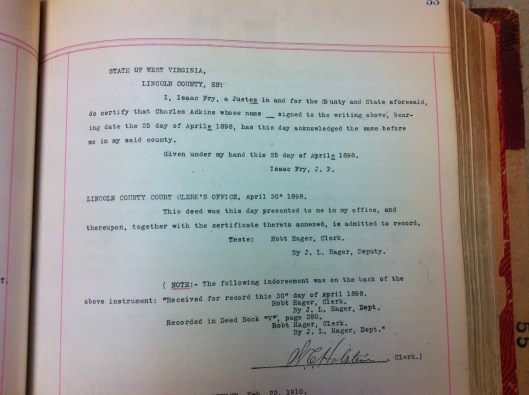 53
STATE OF WEST VIRGINIA,
LINCOLN COUNTY, SS:
I, Isaac Fry, a Justes in and for the County and State aforesaid,
do certify that Charles Adkins whose name __ signed to the writing above, bear-
ing date the 25 day of Aprile 1898, has this day acknowledged the same before
me in my said county.
Given under my hand this 25 day of Aprile 1898.
Isaac Fry, J. P.
LINCOLN COUNTY COURT CLERK'S OFFICE, April 30" 1898.
This deed was this day presented to me in my office, and
thereupon, together with the certificate thereto annexed, is admitted to record.
Teste: Robt Hager, Clerk.
By J. L. Hager, Deputy.
( NOTE:- The following indorsement was on the back of the
above instrument: "Received for record this 30" day of April 1898.
Robt Hager, Clerk.
By J. L. Hager, Dept.
Recorded in Deed Book "V", page 280.
Robt Hager, Clerk.
By J. L. Hager, Dept."
W C Holstein, Clerk.)
Feb. 22, 1910.
T.
55